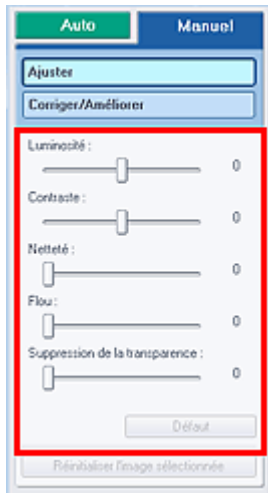 Auto Manuel
Ajuster
Corriger/Améliorer
Luminosité :
0
Contraste :
0
Netteté :
0
Flou :
0
Suppression de la transparence :
0
Défaut
Réinitialiser l'image sélectionnée